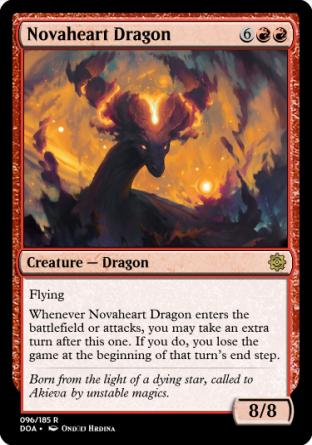 Novaheart Dragon 6
Creature — Dragon
Flying
Whenever Novaheart Dragon enters the
battlefield or attacks, you may take an extra
turn after this one. If you do, you lose the
game at the beginning of that turn's end step.
Born from the light of a dying star, called to
Akieva by unstable magics.
096/185 R
DOA • Ondřej Hrdina
8/8